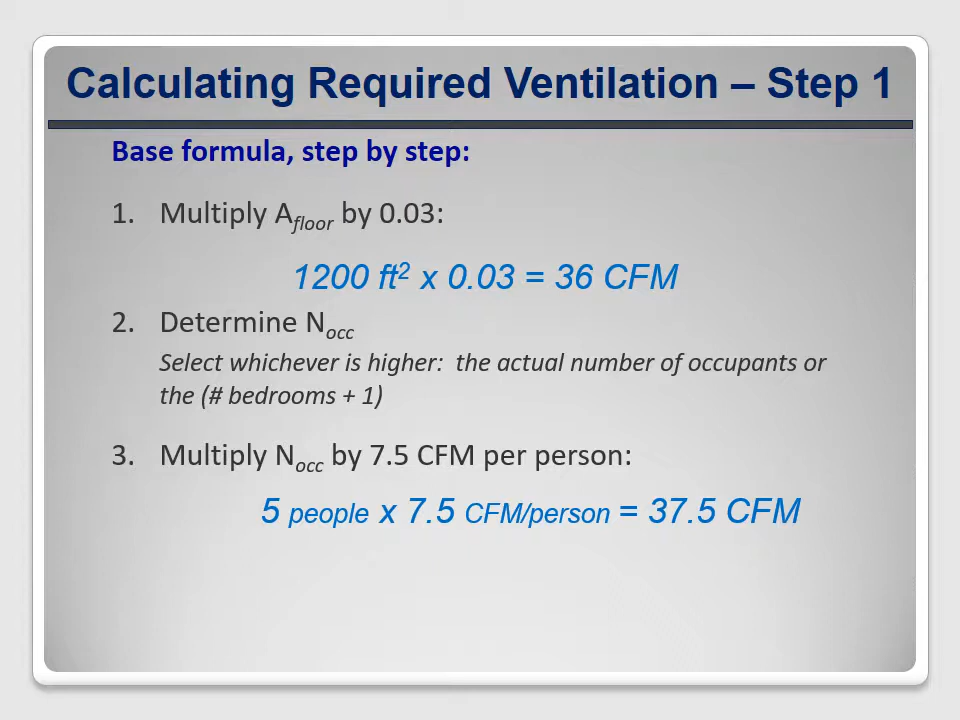 Calculating Required Ventilation – Step 1
Base formula, step by step:
1. Multiply Afloor by 0.03:
1200 ft² x 0.03 = 36 CFM
2. Determine Nocc
Select whichever is higher: the actual number of occupants or
the (# bedrooms + 1)
3. Multiply Nocc by 7.5 CFM per person:
5 people x 7.5 CFM/person = 37.5 CFM